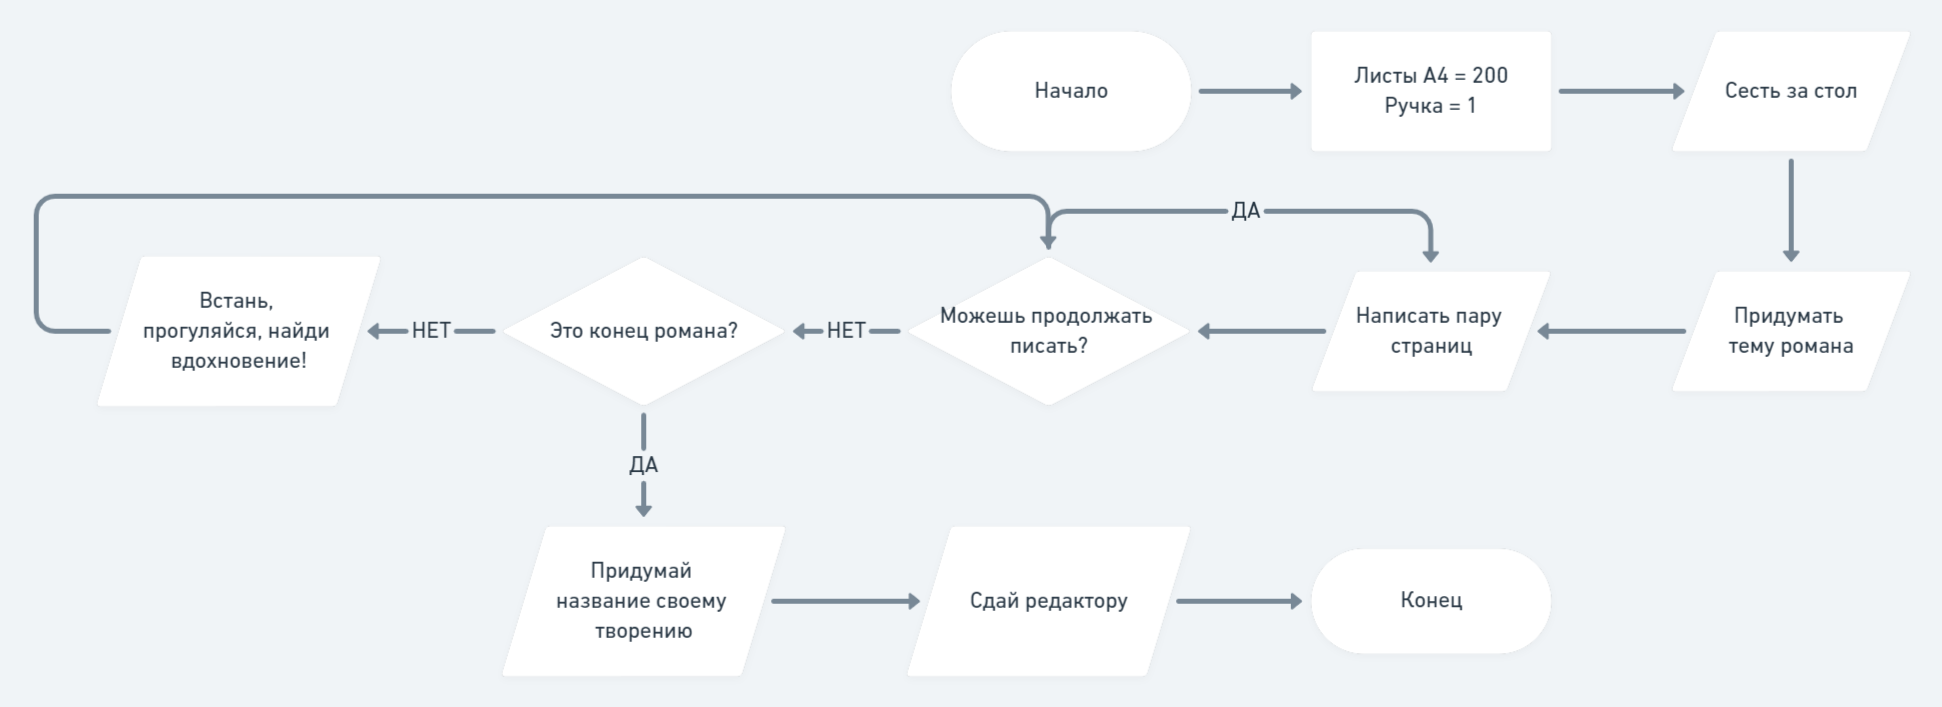 Начало
Листы А4 = 200
Ручка = 1
Сесть за стол
ДА
Встань,
прогуляйся, найди
вдохновение!
НЕТ
Это конец романа?
НЕТ
Можешь продолжать
писать?
Написать пару
страниц
Придумать
тему романа
ДА
Придумай
название своему
творению
Сдай редактору
Конец